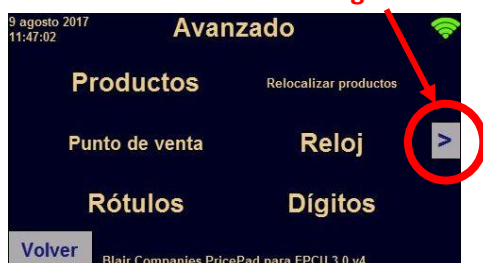 9 agosto 2017
11:47:02
Avanzado
Productos
Relocalizar productos
Punto de venta
Reloj
>
Rótulos
Dígitos
Volver
Blair Companies PricePad para EPCU 3.0 v4